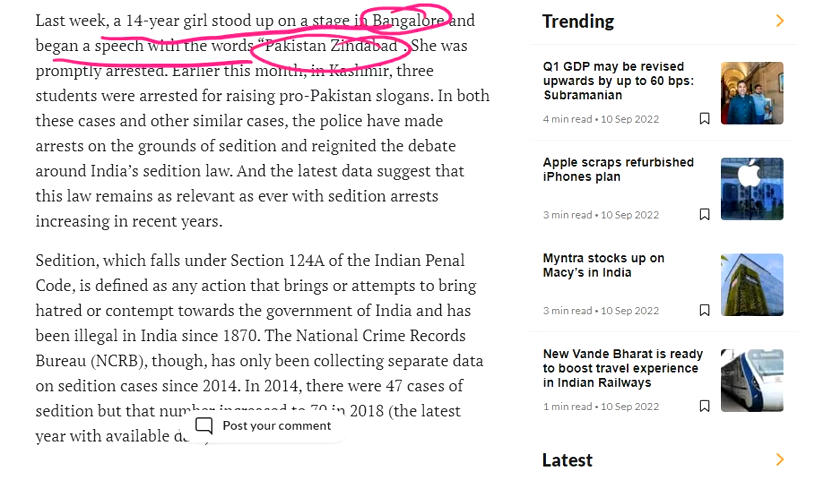 Last week, a 14-year girl stood up on a stage in Bangalore and
began a speech with the words “Pakistan Zindabad”. She was
promptly arrested. Earlier this month, in Kashmir, three
students were arrested for raising pro-Pakistan slogans. In both
these cases and other similar cases, the police have made
arrests on the grounds of sedition and reignited the debate
around India’s sedition law. And the latest data suggest that
this law remains as relevant as ever with sedition arrests
increasing in recent years.
Sedition, which falls under Section 124A of the Indian Penal
Code, is defined as any action that brings or attempts to bring
hatred or contempt towards the government of India and has
been illegal in India since 1870. The National Crime Records
Bureau (NCRB), though, has only been collecting separate data
on sedition cases since 2014. In 2014, there were 47 cases of
sedition but that number increased to 70 in 2018 (the latest
year with available
Post your comment
Trending
Q1 GDP may be revised
upwards by up to 60 bps:
Subramanian
4 min read • 10 Sep 2022
Apple scraps refurbished
iPhones plan
3 min read • 10 Sep 2022
Myntra stocks up on
Macy’s in India
3 min read • 10 Sep 2022
New Vande Bharat is ready
to boost travel experience
in Indian Railways
1 min read • 10 Sep 2022
Latest